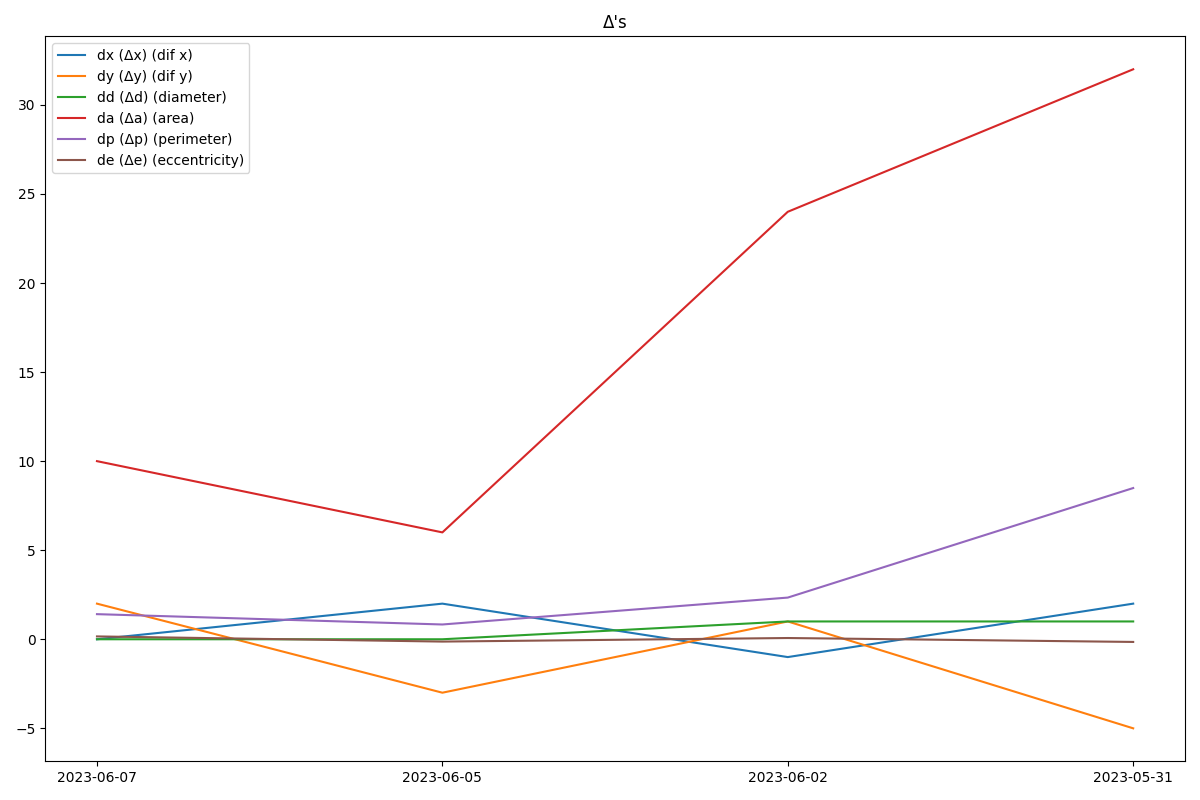 Δ's
dx (Δx) (dif x)
dy (Δy) (dif y)
dd (Δd) (diameter)
da (Δa) (area)
dp (Δp) (perimeter)
de (Δe) (eccentricity)
30
25
20
15
10
5
0
−5
2023-06-07 2023-06-05 2023-06-02 2023-05-31